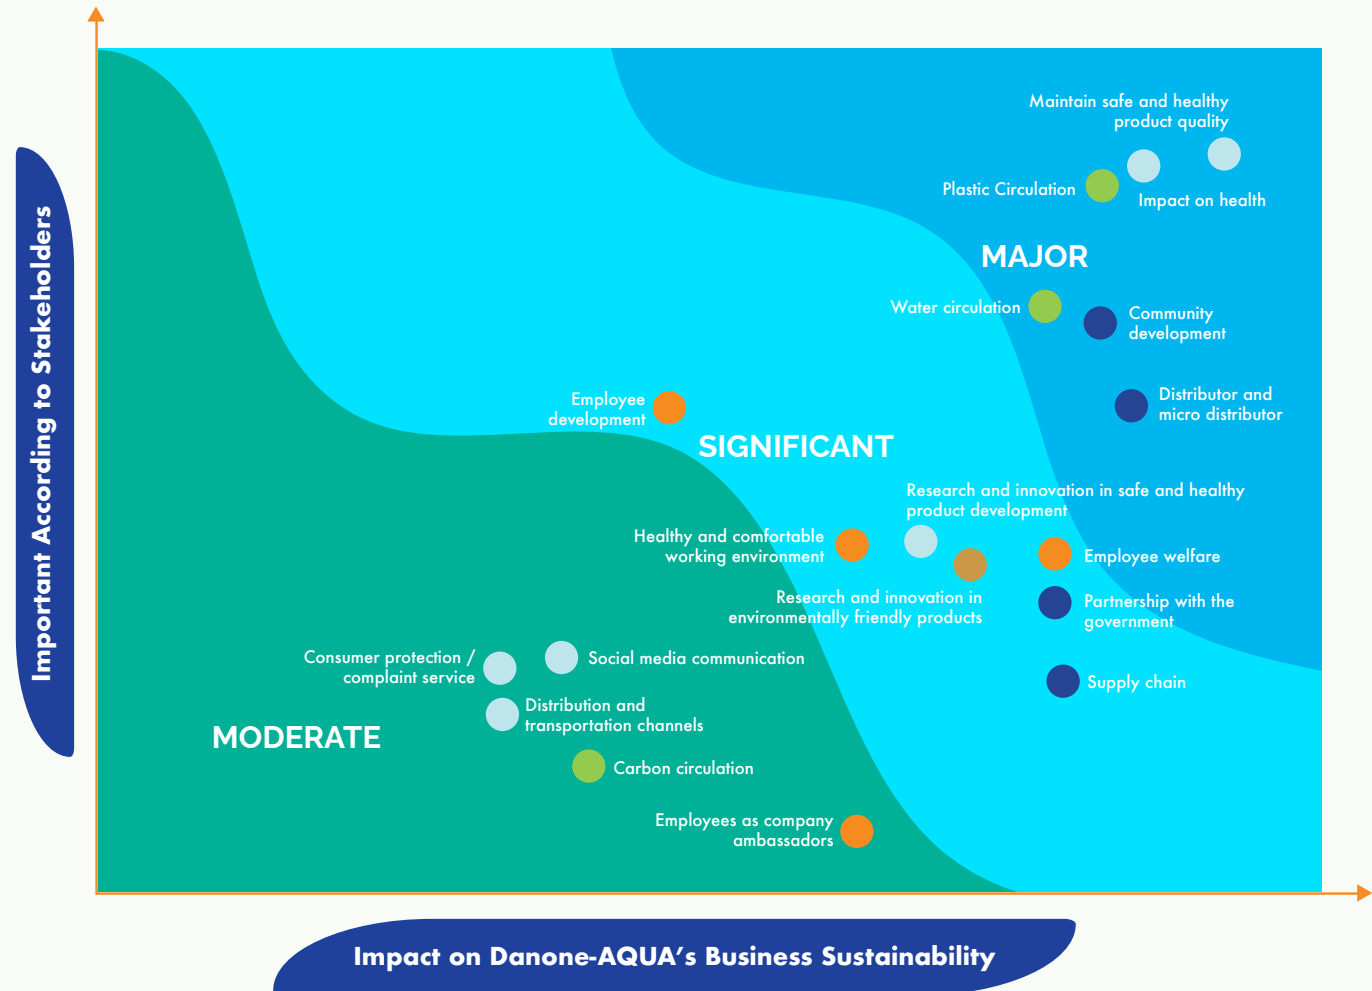 Important According to Stakeholders
Maintain safe and healthy
product quality
Plastic Circulation
Impact on health
MAJOR
Water circulation
Community
development
Distributor and
micro distributor
Employee
development
SIGNIFICANT
Research and innovation in safe and healthy
product development
Healthy and comfortable
working environment
Employee welfare
Research and innovation in
environmentally friendly products
Partnership with the
government
Consumer protection /
complaint service
Social media communication
Supply chain
Distribution and
transportation channels
MODERATE
Carbon circulation
Employees as company
ambassadors
Impact on Danone-AQUA’s Business Sustainability